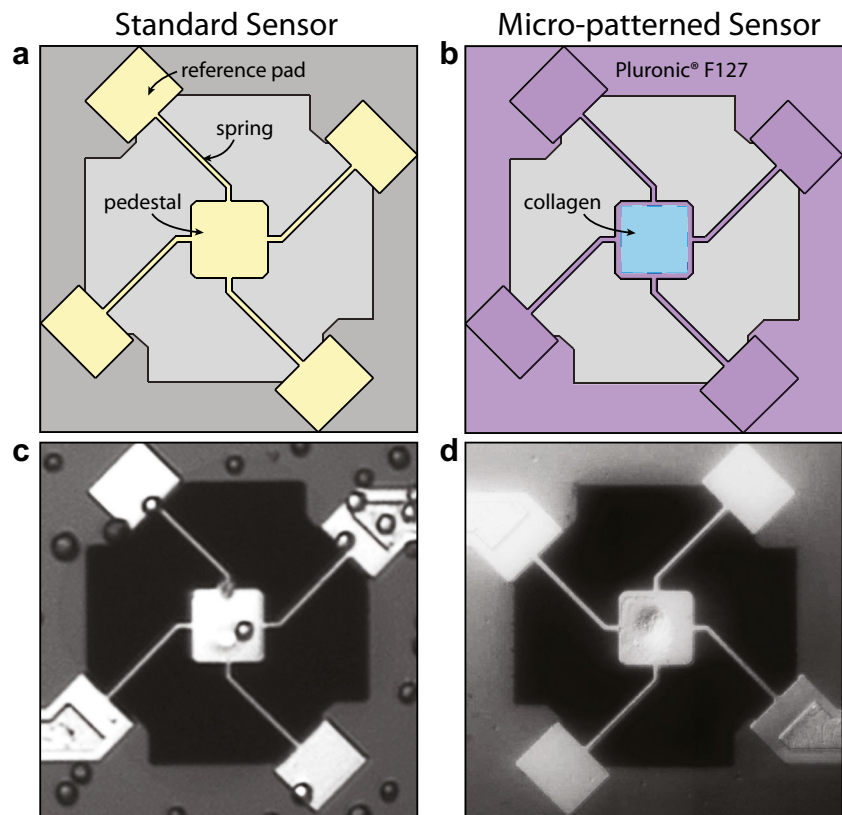 Standard Sensor
Micro-patterned Sensor
a
reference pad
spring
pedestal
b
Pluronic® F127
collagen
c
d